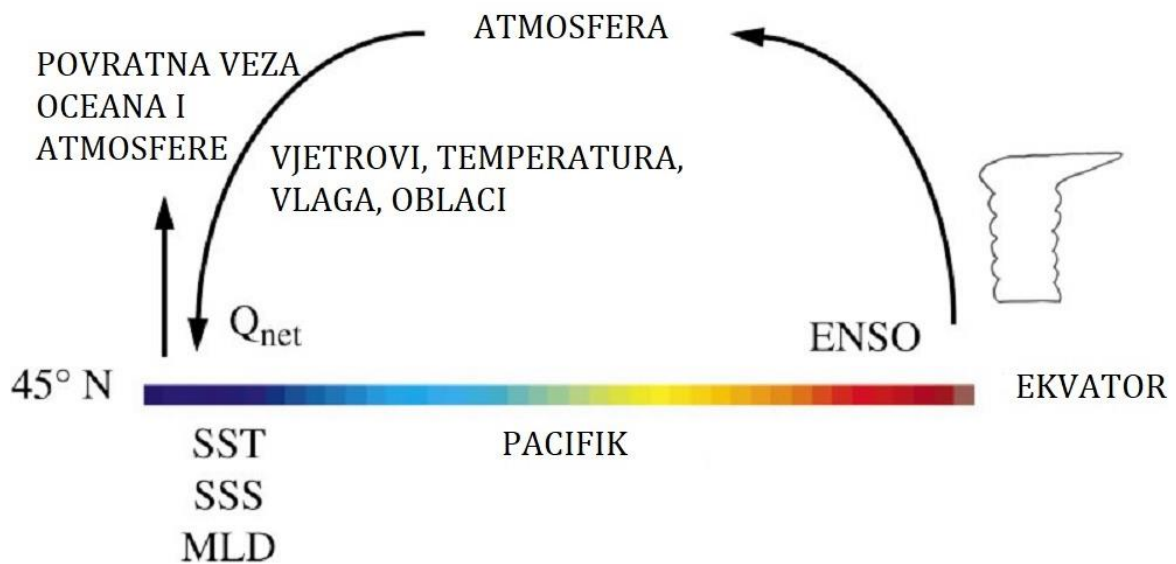 ATMOSFERA
POVRATNA VEZA
OCEANA I
ATMOSFERE
VJETROVI, TEMPERATURA,
VLAGA, OBLACI
Qnet
ENSO
45° N
EKVATOR
PACIFIK
SST
SSS
MLD